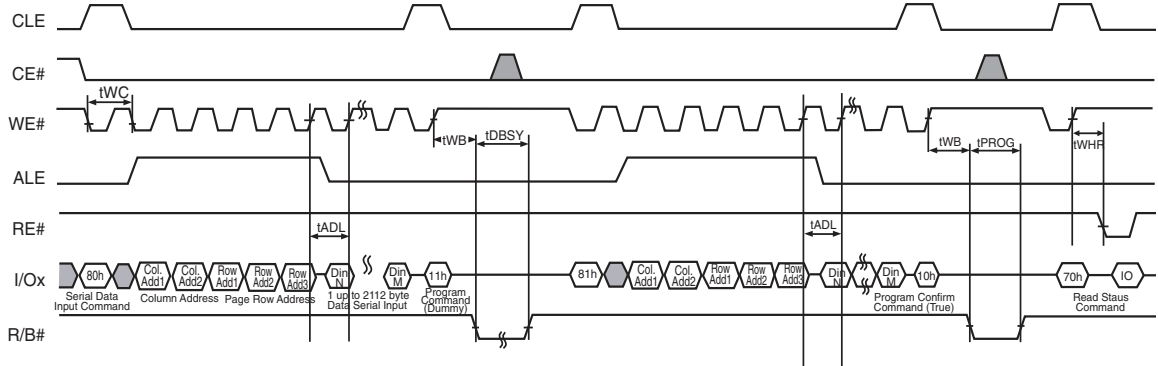 CLE
CE#
tWC
WE#
tWB
tDBSY
tWB
tPROG
tWHR
ALE
RE#
tADL
tADL
I/Ox
80h
Col. Add1
Col. Add2
Row Add1
Row Add2
Row Add3
Din N
Din M
11h
81h
Col. Add1
Col. Add2
Row Add1
Row Add2
Row Add3
Din N
Din M
10h
70h
IO
Serial Data
Input Command
Column Address
Page Row Address
1 up to 2112 byte
Data Serial Input
Program
Command
(Dummy)
Program Confirm
Command (True)
Read Staus
Command
R/B#